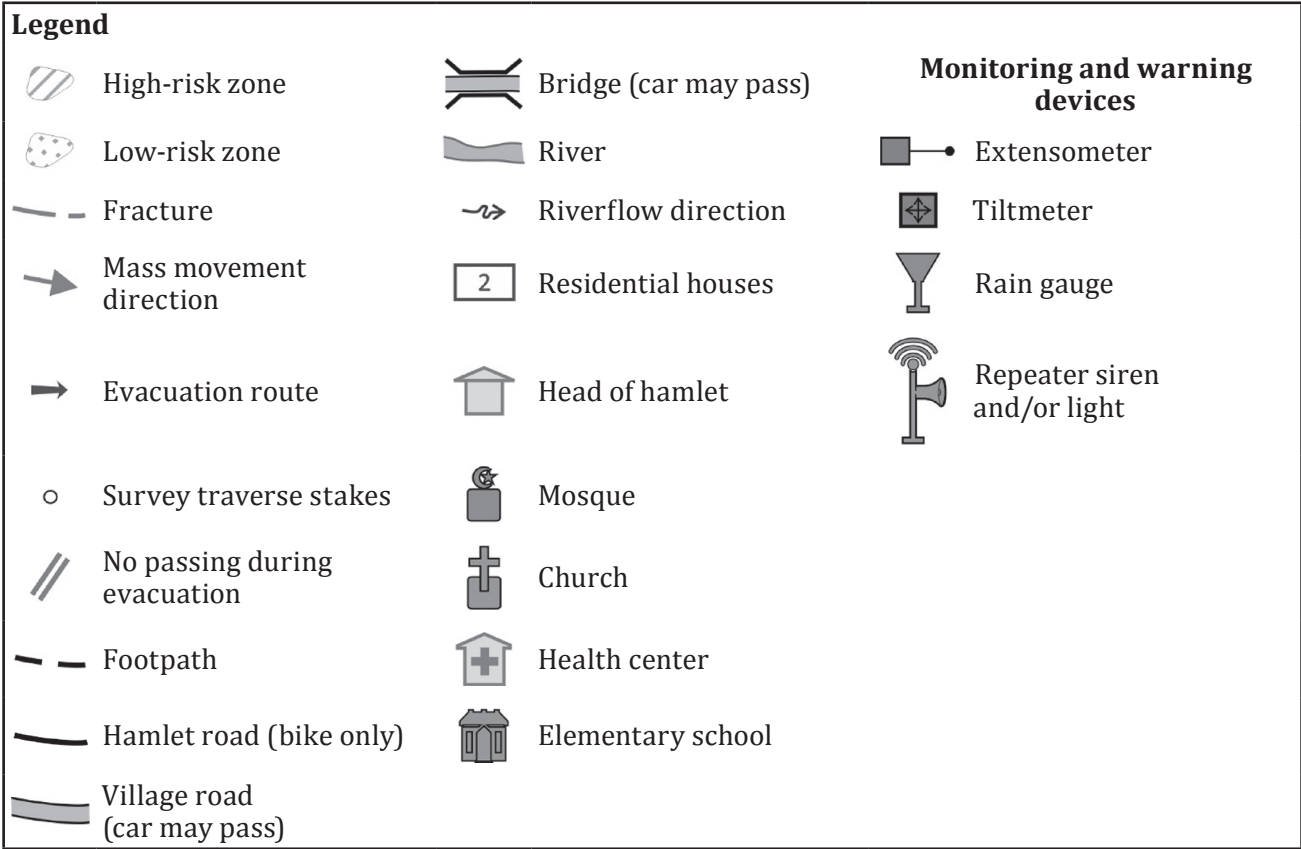 Legend
High-risk zone
Low-risk zone
Fracture
Mass movement
direction
Evacuation route
Survey traverse stakes
No passing during
evacuation
Footpath
Hamlet road (bike only)
Village road
(car may pass)
Bridge (car may pass)
River
Riverflow direction
2
Residential houses
Head of hamlet
Mosque
Church
Health center
Elementary school
Monitoring and warning
devices
Extensometer
Tiltmeter
Rain gauge
Repeater siren
and/or light